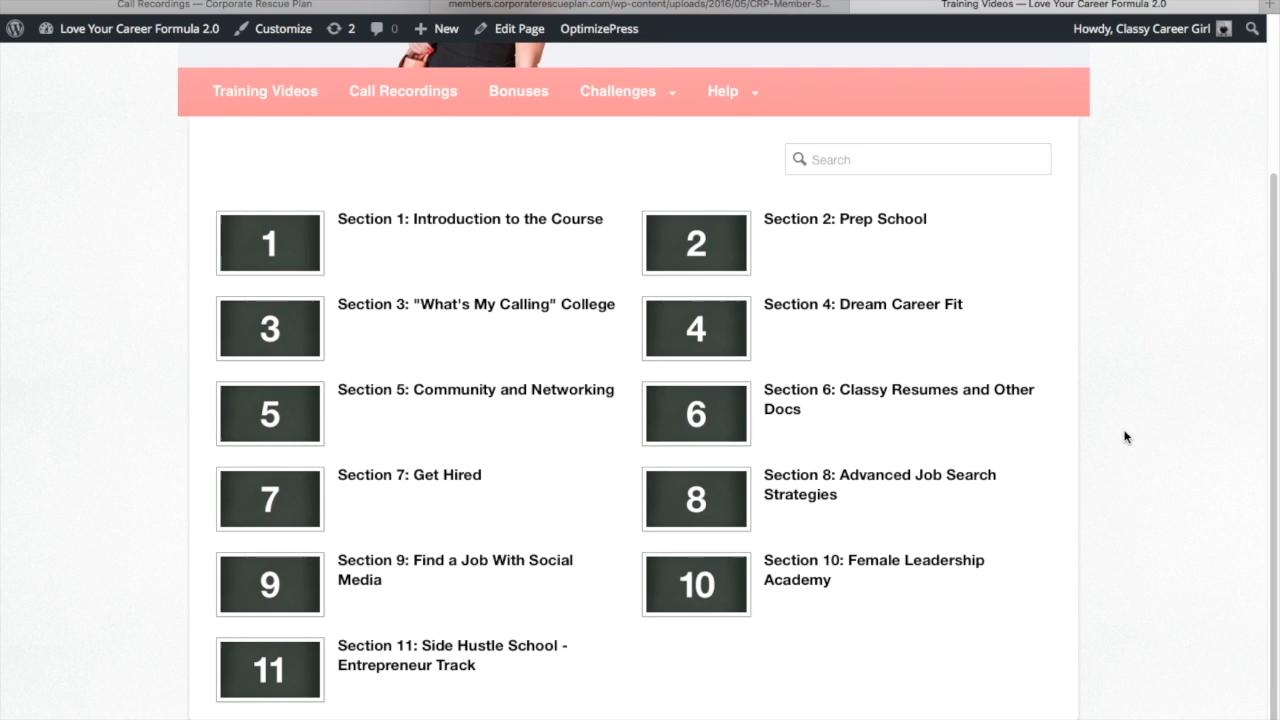 Call Recordings — Corporate Rescue Plan
members.corporaterescueplan.com/wp-content/uploads/2016/05/CRP-Member-S...
Training Videos — Love Your Career Formula 2.0
Love Your Career Formula 2.0 Customize 2 0 New Edit Page OptimizePress Howdy, Classy Career Girl
Training Videos Call Recordings Bonuses Challenges Help
Search
1 Section 1: Introduction to the Course
2 Section 2: Prep School
3 Section 3: "What's My Calling" College
4 Section 4: Dream Career Fit
5 Section 5: Community and Networking
6 Section 6: Classy Resumes and Other
Docs
7 Section 7: Get Hired
8 Section 8: Advanced Job Search
Strategies
9 Section 9: Find a Job With Social
Media
10 Section 10: Female Leadership
Academy
11 Section 11: Side Hustle School -
Entrepreneur Track